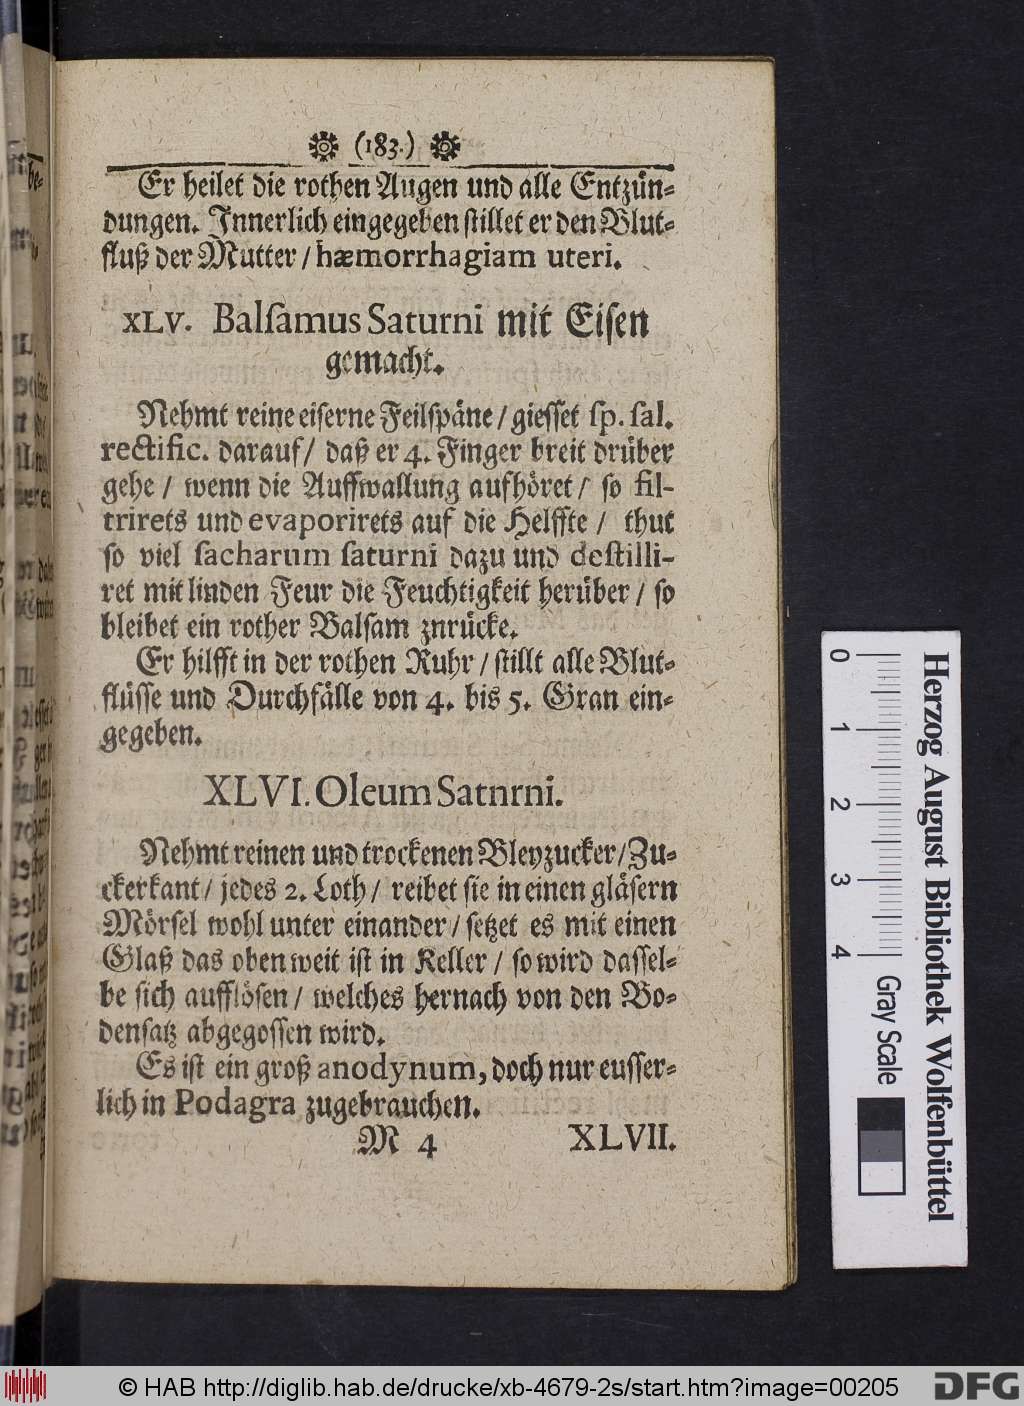 (183.)
Er heilet die rothen Augen und alle Entzün-
dungen. Innerlich eingegeben stillet er den Blut-
fluß der Mutter / hæmorrhagiam uteri.
XLV. Balſamus Saturni mit Eiſen
gemacht.
Nehmt reine eiſerne Feilſpäne / gieſſet ſp. ſal.
rectific. darauf / daß er 4. Finger breit drüber
gehe / wenn die Auffwallung aufhöret / ſo fil-
trirets und evaporirets auf die Helffte / thut
ſo viel ſacharum ſaturni dazu und deſtilli-
ret mit linden Feur die Feuchtigkeit herüber / ſo
bleibet ein rother Balſam znrücke.
Er hilfft in der rothen Ruhr / ſtillt alle Blut-
flüſſe und Durchfälle von 4. bis 5. Gran ein-
gegeben.
XLVI. Oleum Satnrni.
Nehmt reinen und trockenen Bleyzucker / Zu-
ckerkant / jedes 2. Loth / reibet ſie in einen gläſern
Mörſel wohl unter einander / ſetzet es mit einen
Glaß das oben weit iſt in Keller / ſo wird daſſel-
be ſich aufflöſen / welches hernach von den Bo-
denſatz abgegoſſen wird.
Es iſt ein groß anodynum, doch nur euſſer-
lich in Podagra zugebrauchen.
M 4 XLVII.
0 1 2 3 4
Gray Scale
Herzog August Bibliothek Wolfenbüttel
© HAB http://diglib.hab.de/drucke/xb-4679-2s/start.htm?image=00205
DFG